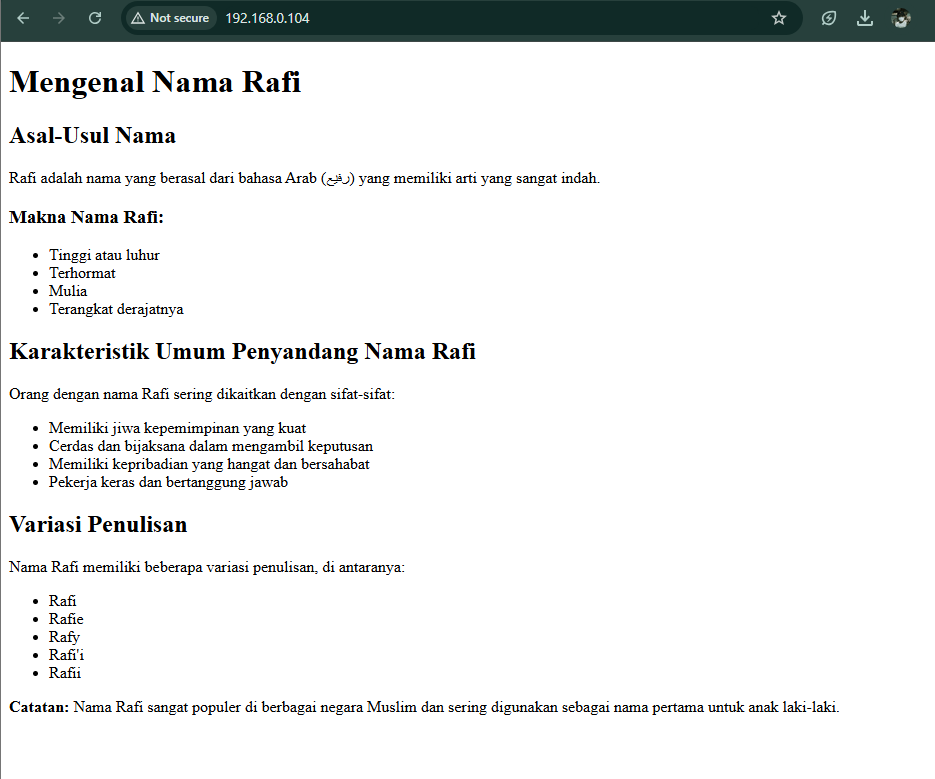 Not secure
192.168.0.104
Mengenal Nama Rafi
Asal-Usul Nama
Rafi adalah nama yang berasal dari bahasa Arab (رفيع) yang memiliki arti yang sangat indah.
Makna Nama Rafi:
Tinggi atau luhur
Terhormat
Mulia
Terangkat derajatnya
Karakteristik Umum Penyandang Nama Rafi
Orang dengan nama Rafi sering dikaitkan dengan sifat-sifat:
Memiliki jiwa kepemimpinan yang kuat
Cerdas dan bijaksana dalam mengambil keputusan
Memiliki kepribadian yang hangat dan bersahabat
Pekerja keras dan bertanggung jawab
Variasi Penulisan
Nama Rafi memiliki beberapa variasi penulisan, di antaranya:
Rafi
Rafie
Rafy
Rafi'i
Rafii
Catatan: Nama Rafi sangat populer di berbagai negara Muslim dan sering digunakan sebagai nama pertama untuk anak laki-laki.